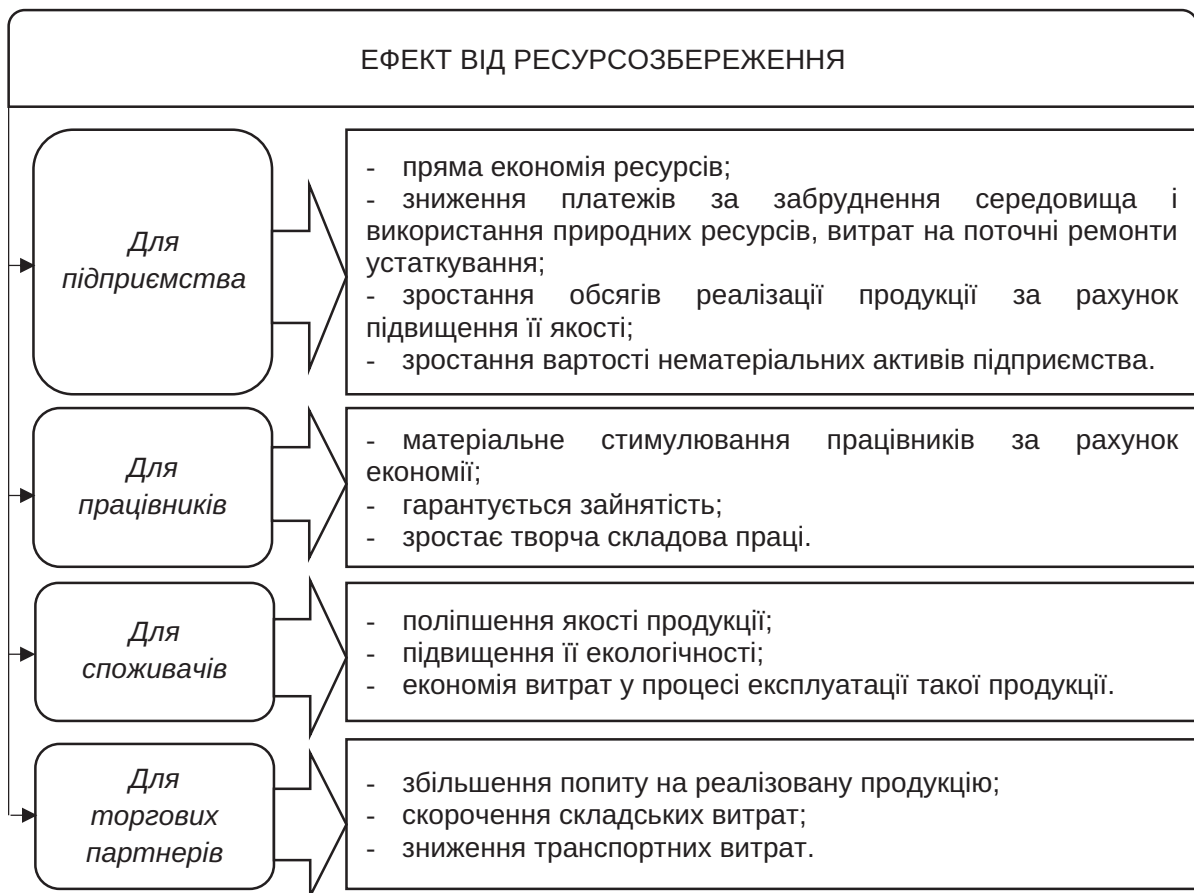 ЕФЕКТ ВІД РЕСУРСОЗБЕРЕЖЕННЯ
Для
підприємства
- пряма економія ресурсів;
- зниження платежів за забруднення середовища і
використання природних ресурсів, витрат на поточні ремонти
устаткування;
- зростання обсягів реалізації продукції за рахунок
підвищення її якості;
- зростання вартості нематеріальних активів підприємства.
Для
працівників
- матеріальне стимулювання працівників за рахунок
економії;
- гарантується зайнятість;
- зростає творча складова праці.
Для
споживачів
- поліпшення якості продукції;
- підвищення її екологічності;
- економія витрат у процесі експлуатації такої продукції.
Для
торгових
партнерів
- збільшення попиту на реалізовану продукцію;
- скорочення складських витрат;
- зниження транспортних витрат.